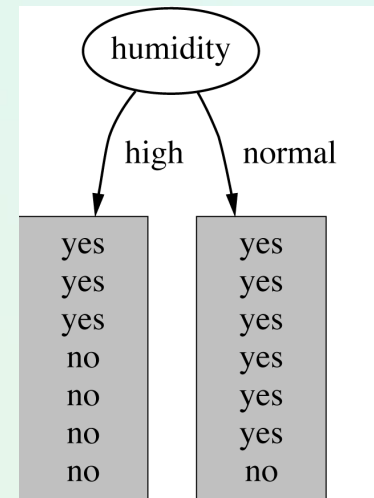 humidity
high normal
yes yes
yes yes
yes yes
no yes
no yes
no yes
no no